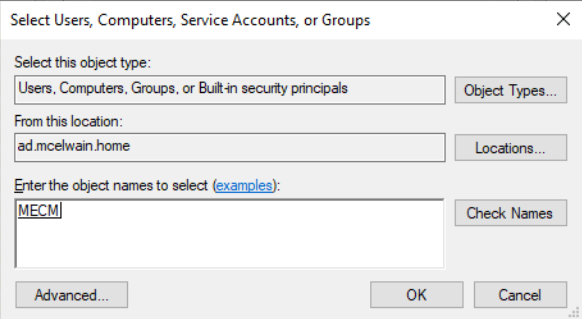 Select Users, Computers, Service Accounts, or Groups
Select this object type:
Users, Computers, Groups, or Built-in security principals
Object Types...
From this location:
ad.mcelwain.home
Locations...
Enter the object names to select (examples):
MECM
Check Names
Advanced...
OK
Cancel